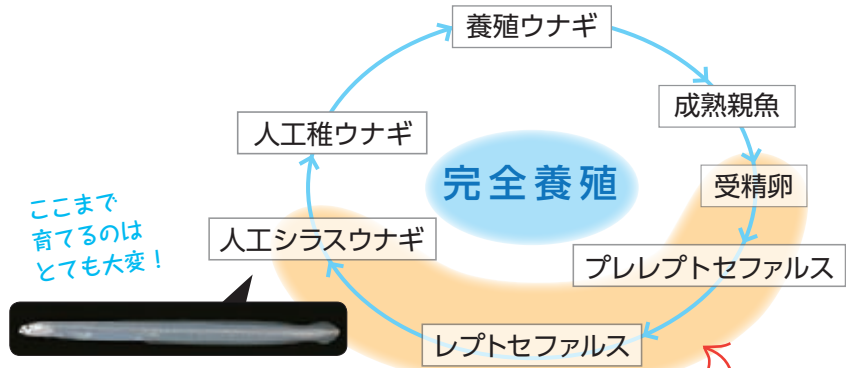 養殖ウナギ
成熟親魚
人工稚ウナギ
完全養殖
受精卵
ここまで
育てるのは
とても大変！
人工シラスウナギ
プレレプトセファルス
レプトセファルス